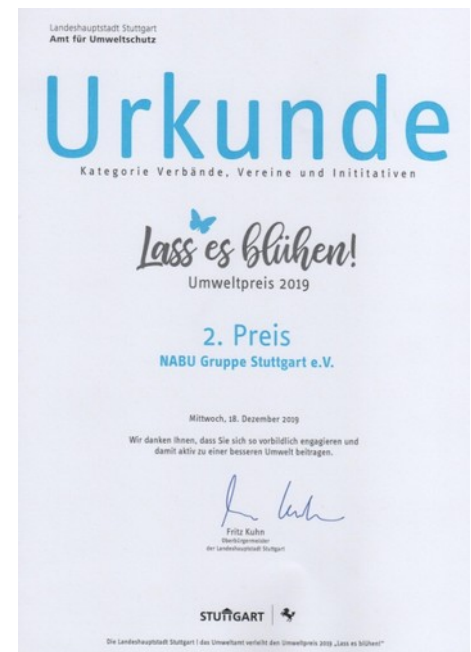 Landeshauptstadt Stuttgart
Amt für Umweltschutz
Urkunde
Kategorie Verbände, Vereine und Inititativen
Lass es blühen!
Umweltpreis 2019
2. Preis
NABU Gruppe Stuttgart e.V.
Mittwoch, 18. Dezember 2019
Wir danken Ihnen, dass Sie sich so vorbildlich engagieren und
damit aktiv zu einer besseren Umwelt beitragen.
Fritz Kuhn
Oberbürgermeister
der Landeshauptstadt Stuttgart
STUTTGART
Die Landeshauptstadt Stuttgart | das Umweltamt verleiht den Umweltpreis 2019 „Lass es blühen!“